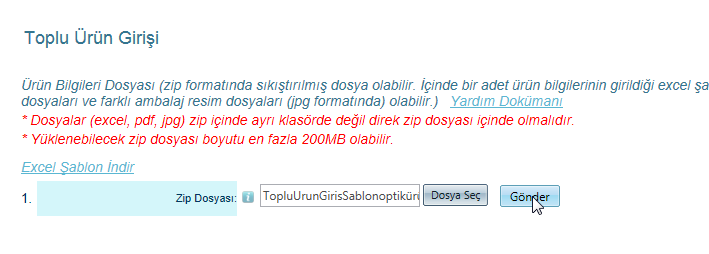 Toplu Ürün Girişi
Ürün Bilgileri Dosyası (zip formatında sıkıştırılmış dosya olabilir. İçinde bir adet ürün bilgilerinin girildiği excel şa
dosyaları ve farklı ambalaj resim dosyaları (jpg formatında) olabilir.) Yardım Dokümanı
* Dosyalar (excel, pdf, jpg) zip içinde ayrı klasörde değil direk zip dosyası içinde olmalıdır.
* Yüklenebilecek zip dosyası boyutu en fazla 200MB olabilir.
Excel Şablon İndir
1. Zip Dosyası: i TopluUrunGirisSablonoptikürü Dosya Seç Gönder